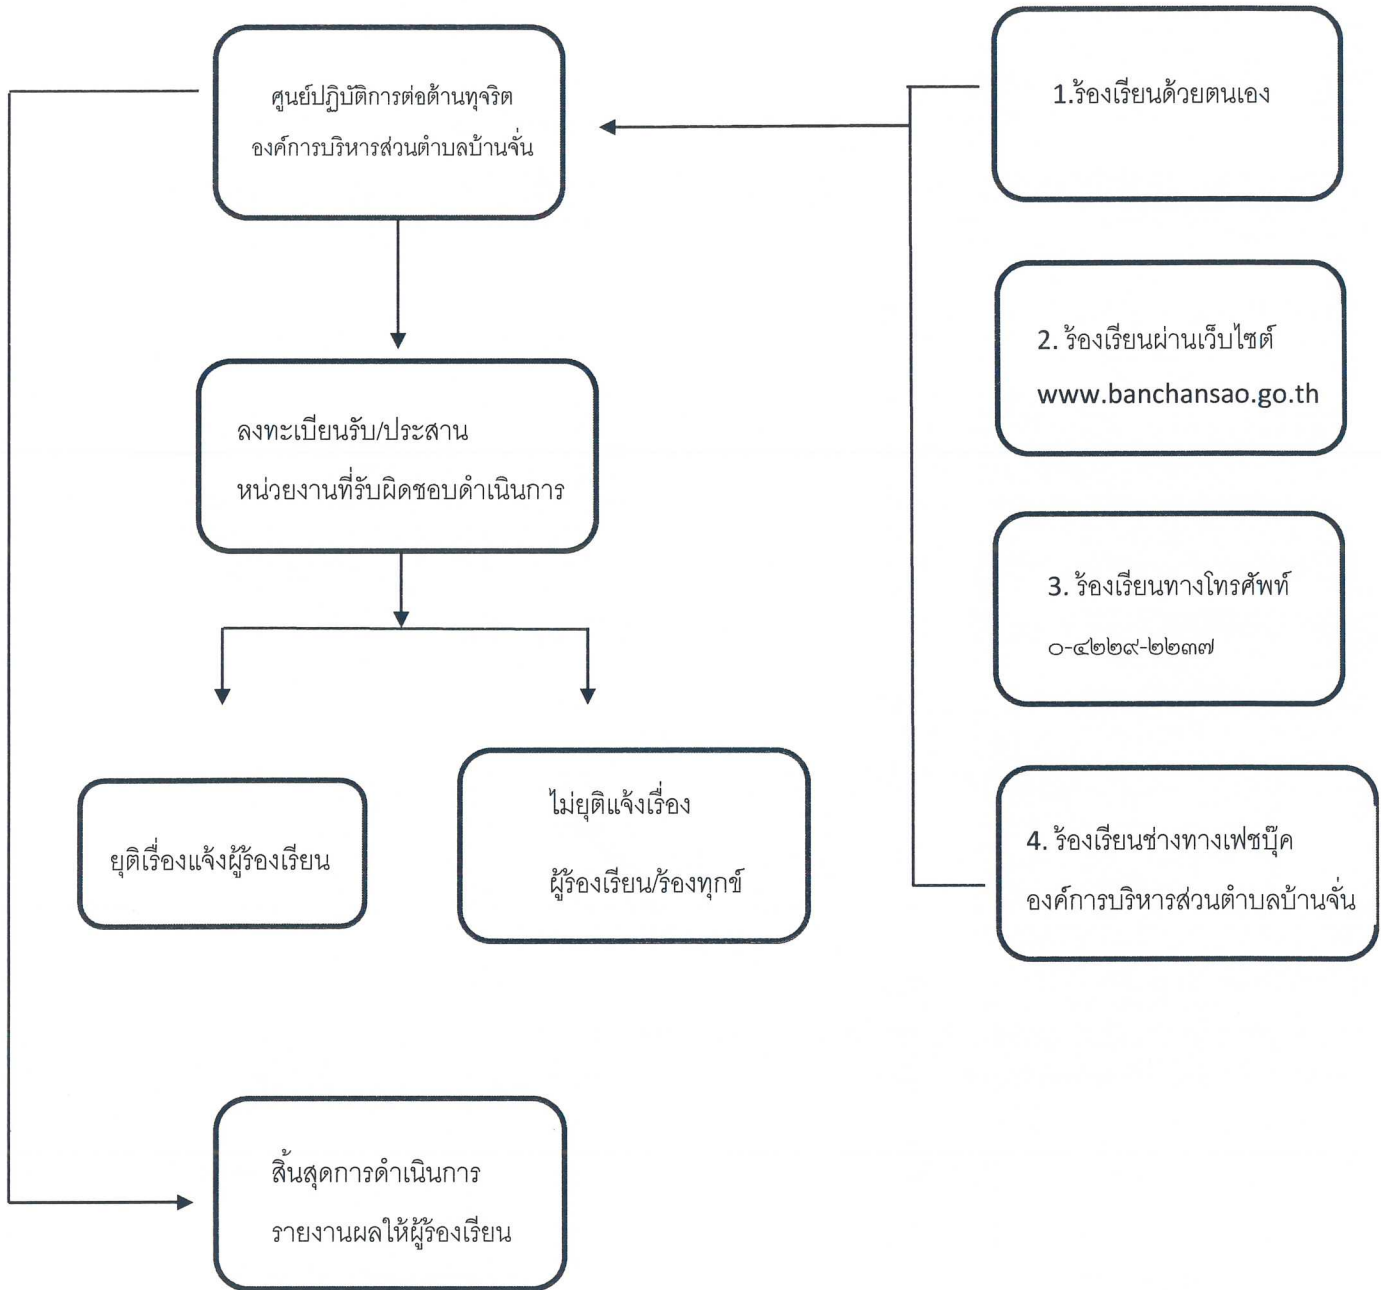 ศูนย์ปฏิบัติการต่อต้านทุจริต
องค์การบริหารส่วนตำบลบ้านจั่น
1.ร้องเรียนด้วยตนเอง
2. ร้องเรียนผ่านเว็บไซต์
www.banchansao.go.th
ลงทะเบียนรับ/ประสาน
หน่วยงานที่รับผิดชอบดำเนินการ
3. ร้องเรียนทางโทรศัพท์
๐-๔๒๒๙-๒๒๓๗
ยุติเรื่องแจ้งผู้ร้องเรียน
ไม่ยุติแจ้งเรื่อง
ผู้ร้องเรียน/ร้องทุกข์
4. ร้องเรียนช่างทางเฟชบุ๊ค
องค์การบริหารส่วนตำบลบ้านจั่น
สิ้นสุดการดำเนินการ
รายงานผลให้ผู้ร้องเรียน